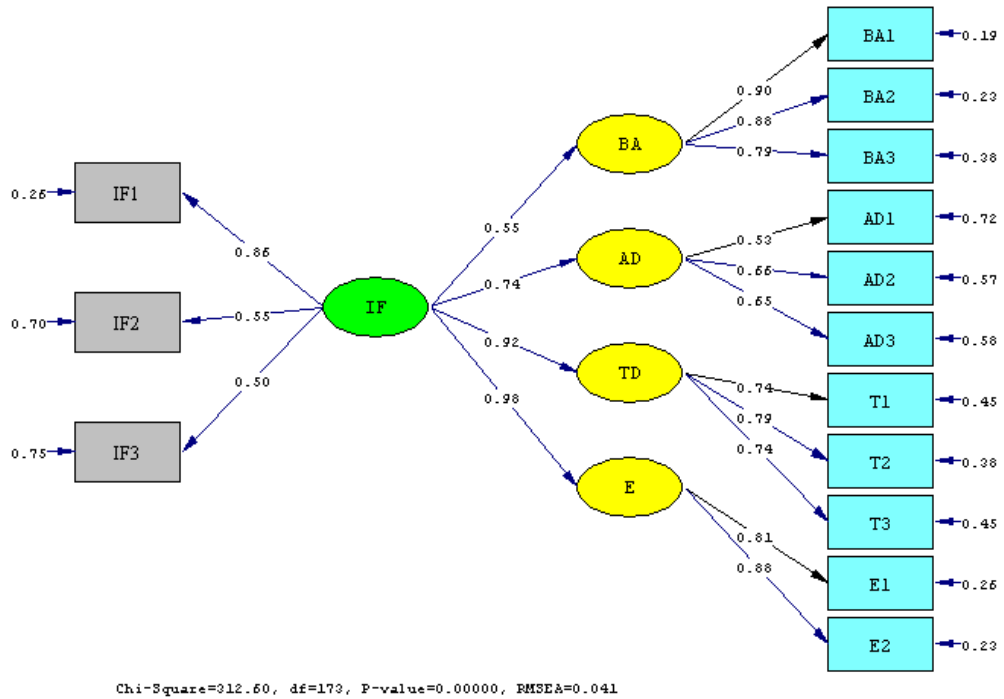 BA1
0.19
0.90
BA2
0.23
0.88
BA
0.79
BA3
0.38
0.26
IF1
0.86
0.55
AD1
0.72
0.53
AD
0.66
AD2
0.57
0.65
0.74
IF
0.70
IF2
0.55
AD3
0.58
0.92
TD
0.74
T1
0.45
0.50
0.98
0.79
0.75
IF3
0.74
T2
0.38
E
T3
0.45
0.81
0.88
E1
0.26
E2
0.23
Chi-Square=312.60, df=173, P-value=0.00000, RMSEA=0.041